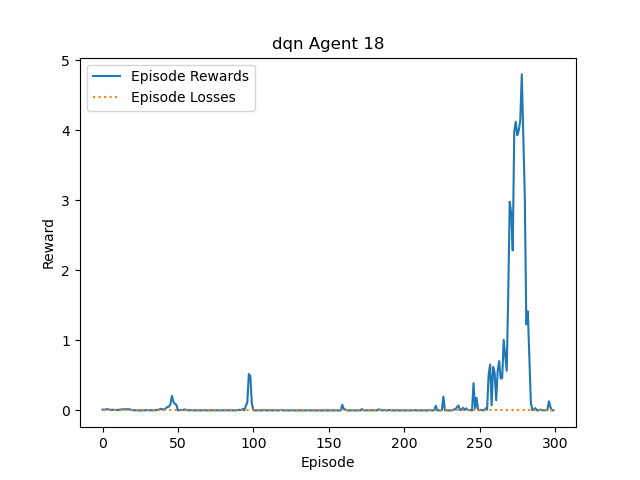 dqn Agent 18
Episode Rewards
Episode Losses
5
4
3
2
1
0
Reward
0 50 100 150 200 250 300
Episode